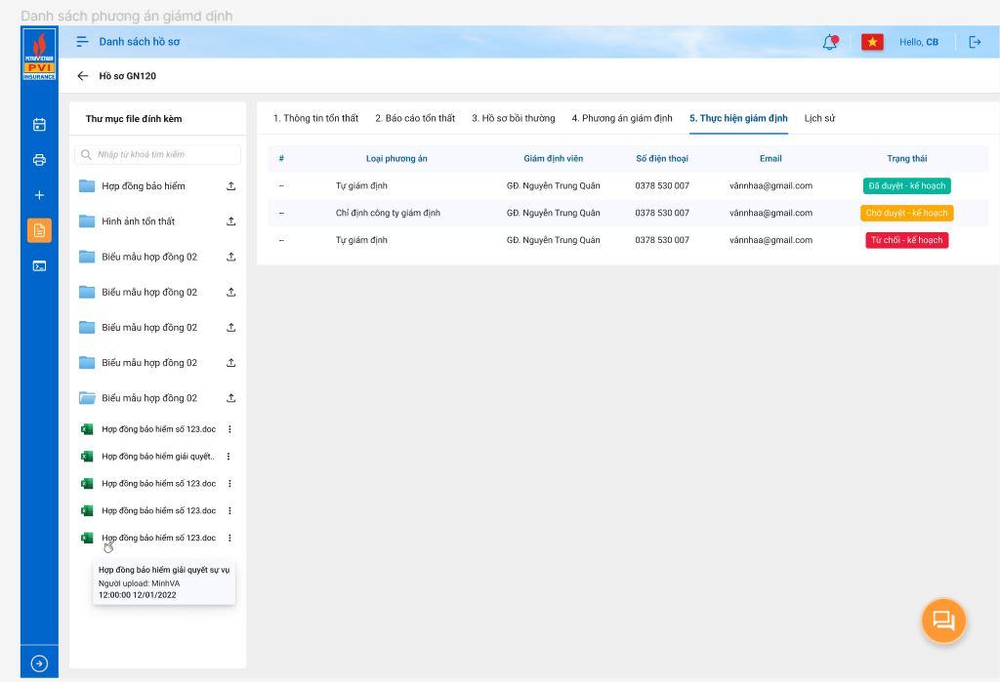 Danh sách phương án giámd dịnh
PETROVIETNAM
PVI
INSURANCE
Danh sách hồ sơ
Hello, CB
Hồ sơ GN120
Thư mục file đính kèm
Nhập từ khoá tìm kiếm
Hợp đồng bảo hiểm
Hình ảnh tổn thất
Biểu mẫu hợp đồng 02
Biểu mẫu hợp đồng 02
Biểu mẫu hợp đồng 02
Biểu mẫu hợp đồng 02
Biểu mẫu hợp đồng 02
Hợp đồng bảo hiểm số 123.doc
Hợp đồng bảo hiểm giải quyết..
Hợp đồng bảo hiểm số 123.doc
Hợp đồng bảo hiểm số 123.doc
Hợp đồng bảo hiểm số 123.doc
Hợp đồng bảo hiểm giải quyết sự vụ
Người upload: MinhVA
12:00:00 12/01/2022
1. Thông tin tổn thất 2. Báo cáo tổn thất 3. Hồ sơ bồi thường 4. Phương án giám định 5. Thực hiện giám định Lịch sử
# Loại phương án Giám định viên Số điện thoại Email Trạng thái
-- Tự giám định GĐ. Nguyễn Trung Quân 0378 530 007 vânnhaa@gmail.com Đã duyệt - kế hoạch
-- Chỉ định công ty giám định GĐ. Nguyễn Trung Quân 0378 530 007 vânnhaa@gmail.com Chờ duyệt - kế hoạch
-- Tự giám định GĐ. Nguyễn Trung Quân 0378 530 007 vânnhaa@gmail.com Từ chối - kế hoạch